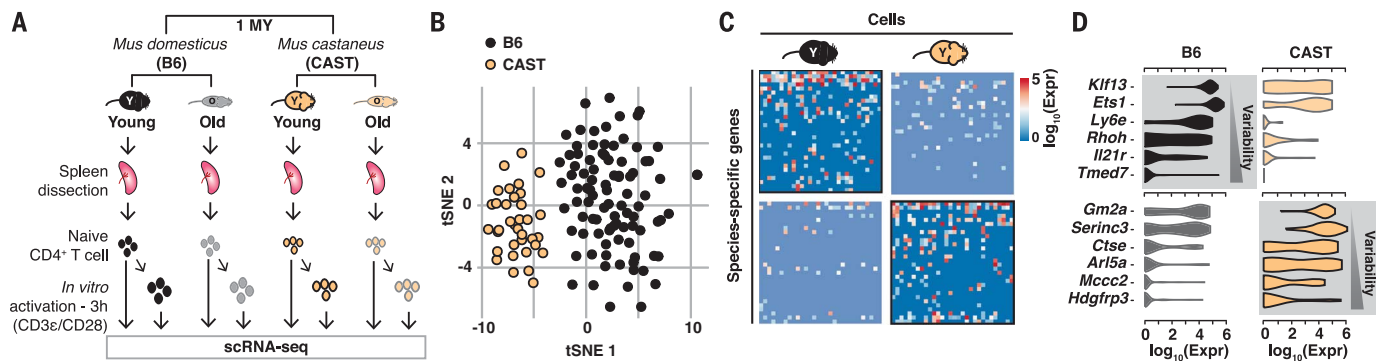 A
1 MY
Mus domesticus
(B6)
Mus castaneus
(CAST)
Y
O
Y
O
Young
Old
Young
Old
Spleen
dissection
Naive
CD4⁺ T cell
In vitro
activation - 3h
(CD3ε/CD28)
scRNA-seq
B
B6
CAST
tSNE 2
4
0
-4
-10
-5
0
5
10
tSNE 1
C
Cells
Y
Y
Species-specific genes
5
0
log10(Expr)
D
B6
CAST
Klf13
Ets1
Ly6e
Rhoh
Il21r
Tmed7
Variability
Gm2a
Serinc3
Ctse
Arl5a
Mccc2
Hdgfrp3
Variability
0 2 4 6
0 2 4 6
log10(Expr)
log10(Expr)